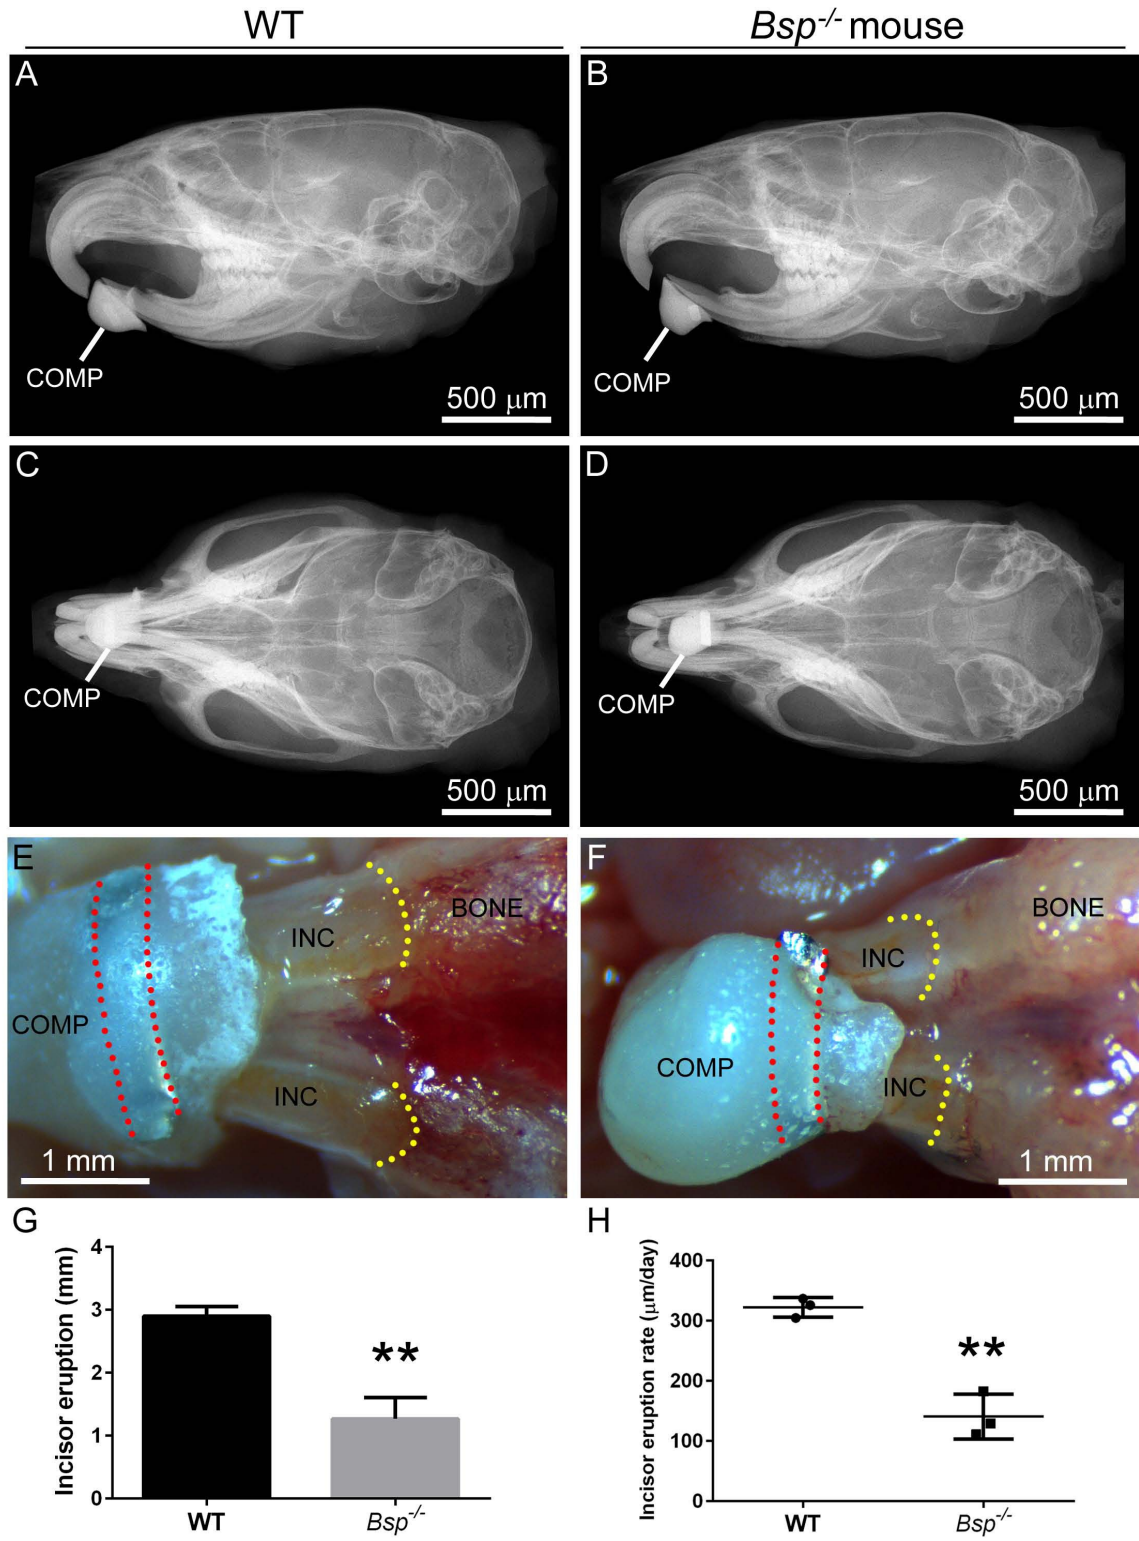 WT
Bsp-/- mouse
A
COMP
500 μm
B
COMP
500 μm
C
COMP
500 μm
D
COMP
500 μm
E
BONE
INC
COMP
INC
1 mm
F
BONE
INC
COMP
INC
1 mm
G
Incisor eruption (mm)
4
3
2
1
0
**
WT
Bsp-/-
H
Incisor eruption rate (μm/day)
400
300
200
100
0
**
WT
Bsp-/-